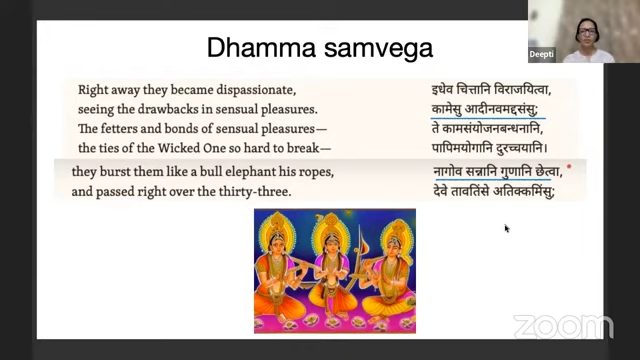 Dhamma samvega
Deepti
Right away they became dispassionate,
seeing the drawbacks in sensual pleasures.
The fetters and bonds of sensual pleasures—
the ties of the Wicked One so hard to break—
they burst them like a bull elephant his ropes,
and passed right over the thirty-three.
इधेव चित्तानि विराजयित्वा,
कामेसु आदीनवमद्दसंसु;
ते कामसंयोजनबन्धनानि,
पापिमयोगानि दुरच्चयानि।
नागोव सन्नानि गुणानि छेत्वा, *
देवे तावतिंसे अतिक्कमिंसु;
zoom